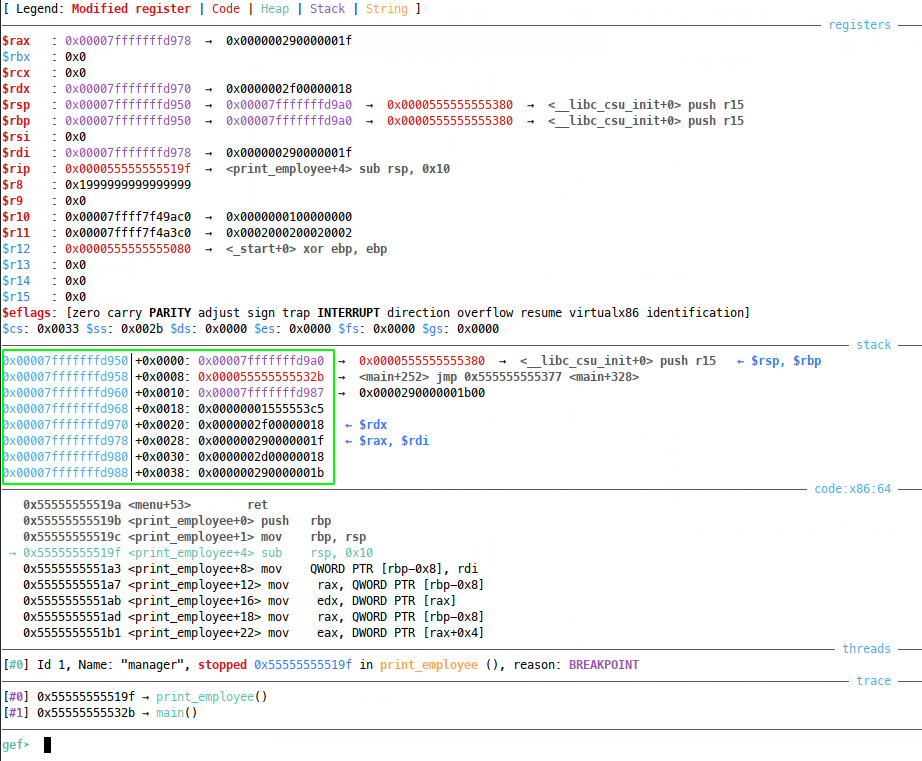 [ Legend: Modified register | Code | Heap | Stack | String ]
registers
$rax : 0x00007fffffffd978 → 0x000000290000001f
$rbx : 0x0
$rcx : 0x0
$rdx : 0x00007fffffffd970 → 0x0000002f00000018
$rsp : 0x00007fffffffd950 → 0x00007fffffffd9a0 → 0x0000555555555380 → <__libc_csu_init+0> push r15
$rbp : 0x00007fffffffd950 → 0x00007fffffffd9a0 → 0x0000555555555380 → <__libc_csu_init+0> push r15
$rsi : 0x0
$rdi : 0x00007fffffffd978 → 0x000000290000001f
$rip : 0x000055555555519f → <print_employee+4> sub rsp, 0x10
$r8 : 0x1999999999999999
$r9 : 0x0
$r10 : 0x00007ffff7f49ac0 → 0x0000000100000000
$r11 : 0x00007ffff7f4a3c0 → 0x0002000200020002
$r12 : 0x0000555555555080 → <_start+0> xor ebp, ebp
$r13 : 0x0
$r14 : 0x0
$r15 : 0x0
$eflags: [zero carry PARITY adjust sign trap INTERRUPT direction overflow resume virtualx86 identification]
$cs: 0x0033 $ss: 0x002b $ds: 0x0000 $es: 0x0000 $fs: 0x0000 $gs: 0x0000
stack
0x00007fffffffd950│+0x0000: 0x00007fffffffd9a0 → 0x0000555555555380 → <__libc_csu_init+0> push r15 ← $rsp, $rbp
0x00007fffffffd958│+0x0008: 0x000055555555532b → <main+252> jmp 0x555555555377 <main+328>
0x00007fffffffd960│+0x0010: 0x00007fffffffd987 → 0x0000290000001b00
0x00007fffffffd968│+0x0018: 0x00000001555553c5
0x00007fffffffd970│+0x0020: 0x0000002f00000018 ← $rdx
0x00007fffffffd978│+0x0028: 0x000000290000001f ← $rax, $rdi
0x00007fffffffd980│+0x0030: 0x0000002d00000018
0x00007fffffffd988│+0x0038: 0x000000290000001b
code:x86:64
0x55555555519a <menu+53> ret
0x55555555519b <print_employee+0> push rbp
0x55555555519c <print_employee+1> mov rbp, rsp
→ 0x55555555519f <print_employee+4> sub rsp, 0x10
0x5555555551a3 <print_employee+8> mov QWORD PTR [rbp-0x8], rdi
0x5555555551a7 <print_employee+12> mov rax, QWORD PTR [rbp-0x8]
0x5555555551ab <print_employee+16> mov edx, DWORD PTR [rax]
0x5555555551ad <print_employee+18> mov rax, QWORD PTR [rbp-0x8]
0x5555555551b1 <print_employee+22> mov eax, DWORD PTR [rax+0x4]
threads
[#0] Id 1, Name: "manager", stopped 0x55555555519f in print_employee (), reason: BREAKPOINT
trace
[#0] 0x55555555519f → print_employee()
[#1] 0x55555555532b → main()
gef➤